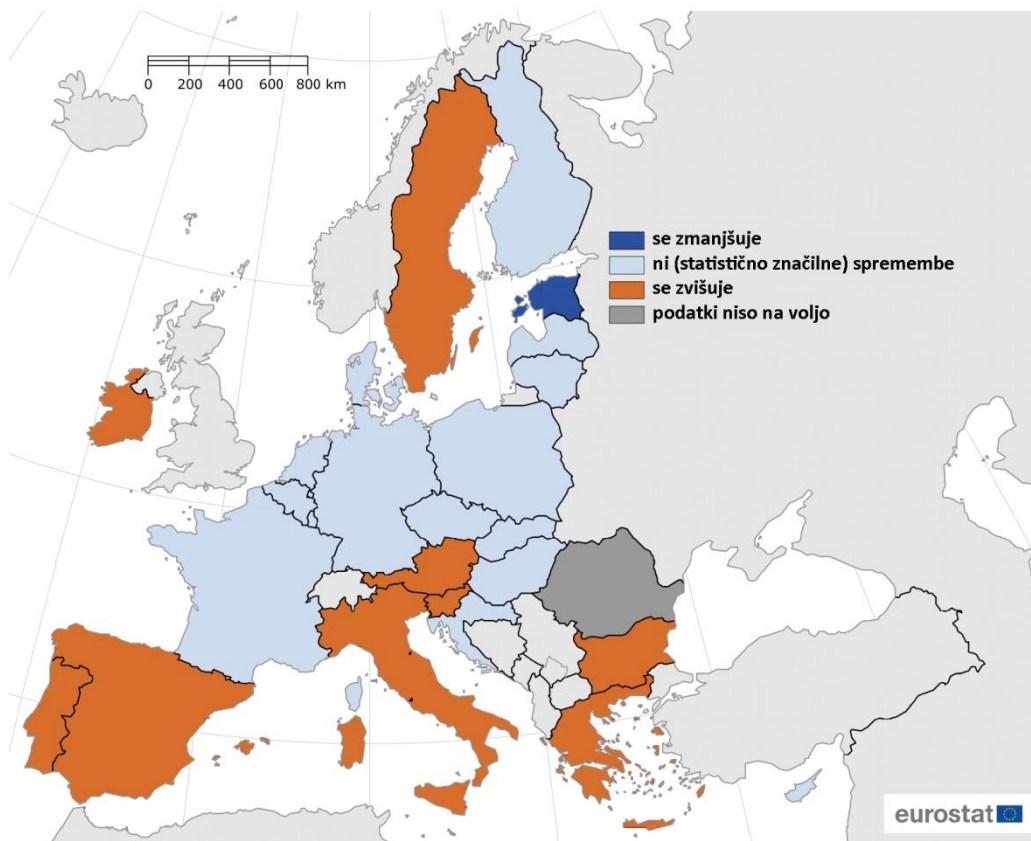 0 200 400 600 800 km
se zmanjšuje
ni (statistično značilne) spremembe
se zvišuje
podatki niso na voljo
eurostat